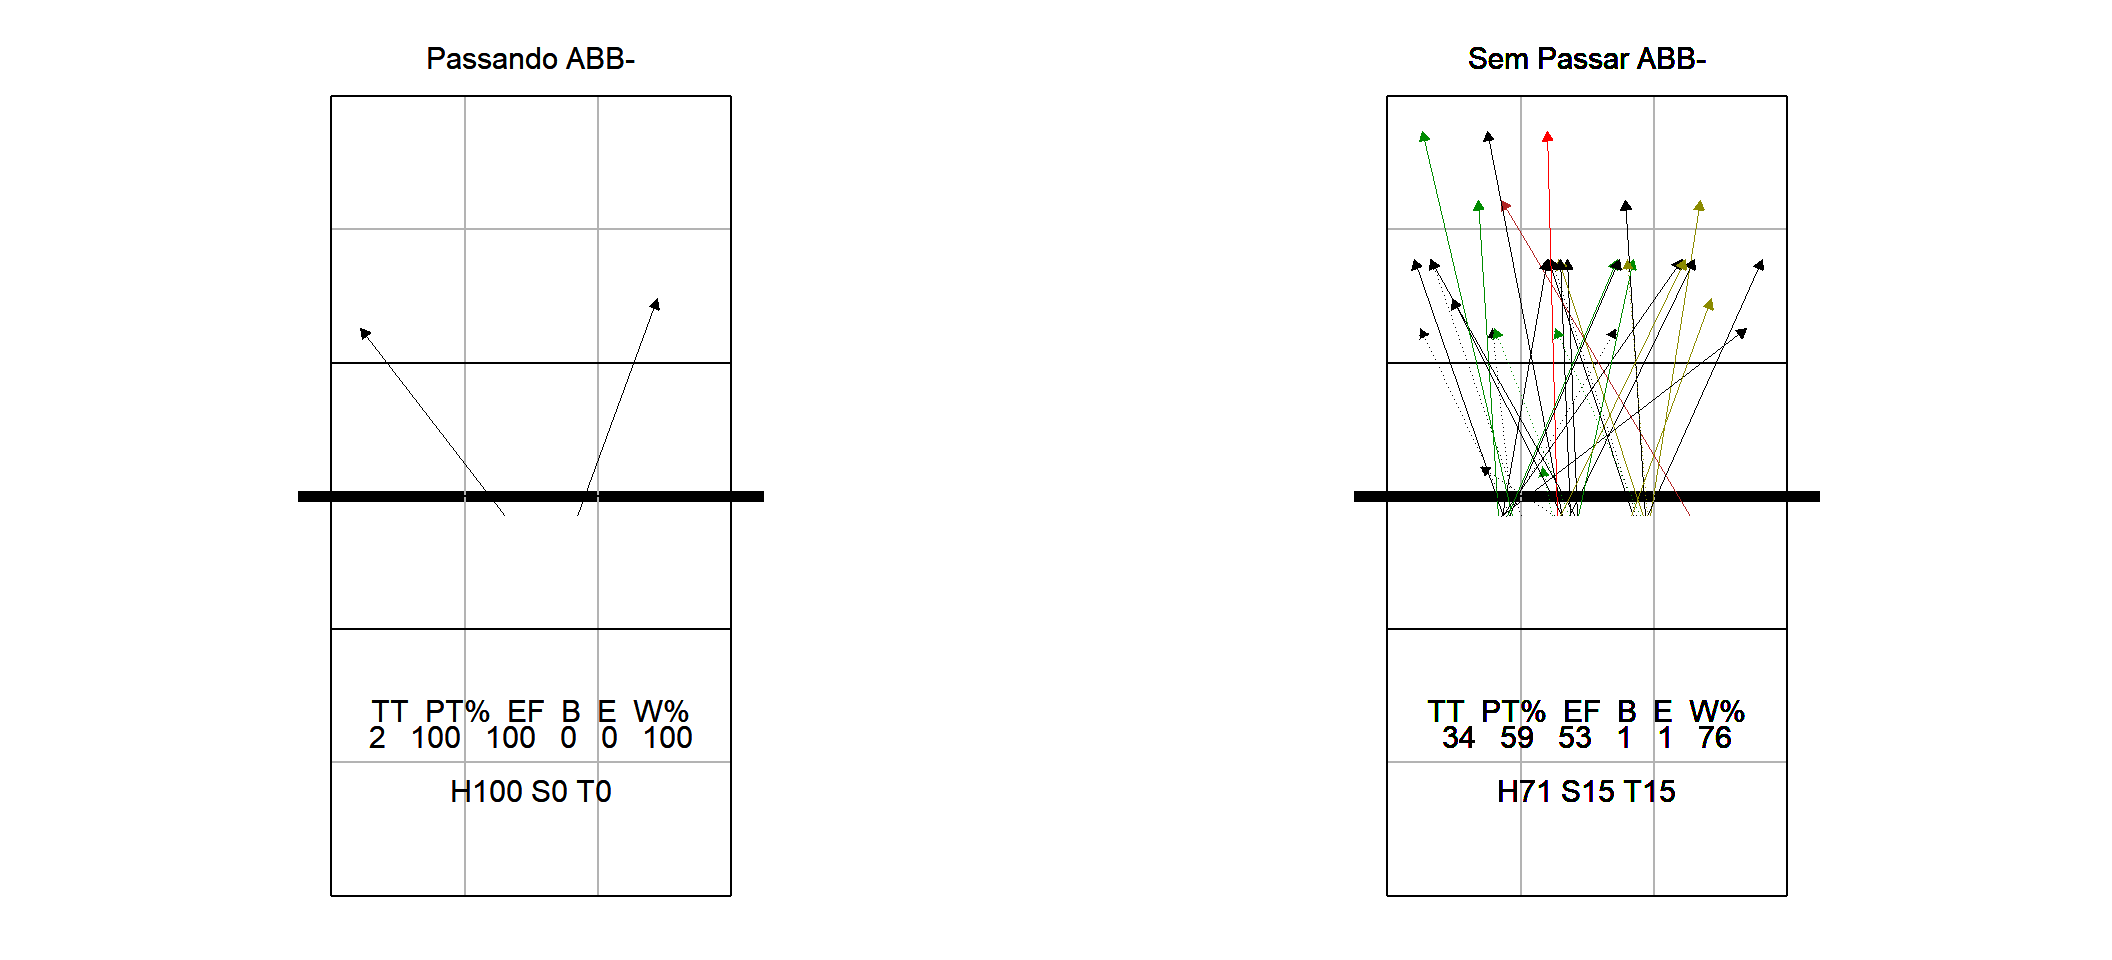 Passando ABB-
TT PT% EF B E W%
2 100 100 0 0 100
H100 S0 T0
Sem Passar ABB-
TT PT% EF B E W%
34 59 53 1 1 76
H71 S15 T15